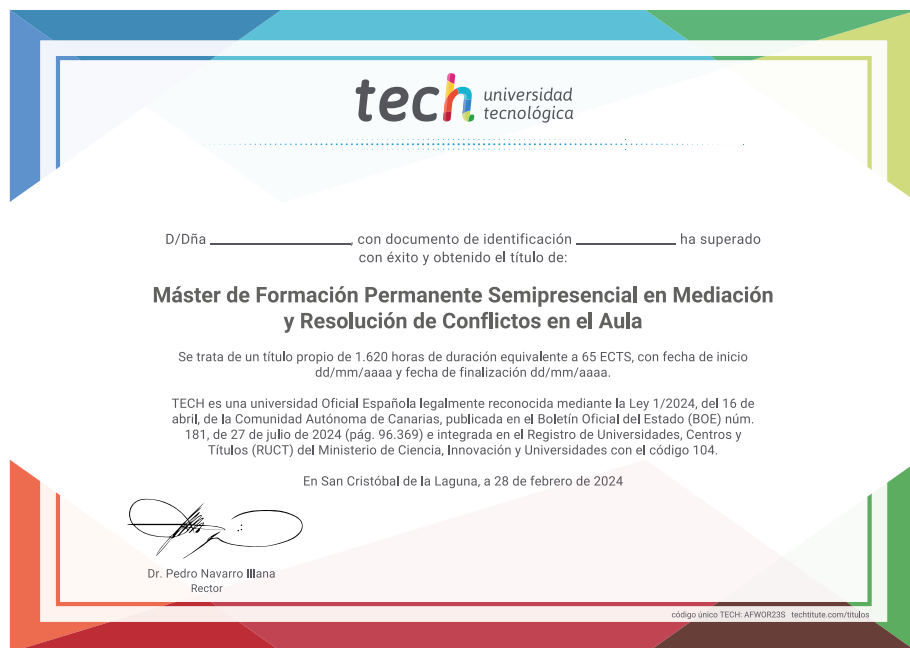 tech universidad
tecnológica
D/Dña ________________, con documento de identificación ____________ ha superado
con éxito y obtenido el título de:
Máster de Formación Permanente Semipresencial en Mediación
y Resolución de Conflictos en el Aula
Se trata de un título propio de 1.620 horas de duración equivalente a 65 ECTS, con fecha de inicio
dd/mm/aaaa y fecha de finalización dd/mm/aaaa.
TECH es una universidad Oficial Española legalmente reconocida mediante la Ley 1/2024, del 16 de
abril, de la Comunidad Autónoma de Canarias, publicada en el Boletín Oficial del Estado (BOE) núm.
181, de 27 de julio de 2024 (pág. 96.369) e integrada en el Registro de Universidades, Centros y
Títulos (RUCT) del Ministerio de Ciencia, Innovación y Universidades con el código 104.
En San Cristóbal de la Laguna, a 28 de febrero de 2024
Dr. Pedro Navarro Illana
Rector
código único TECH: AFWOR23S techtitute.com/titulos